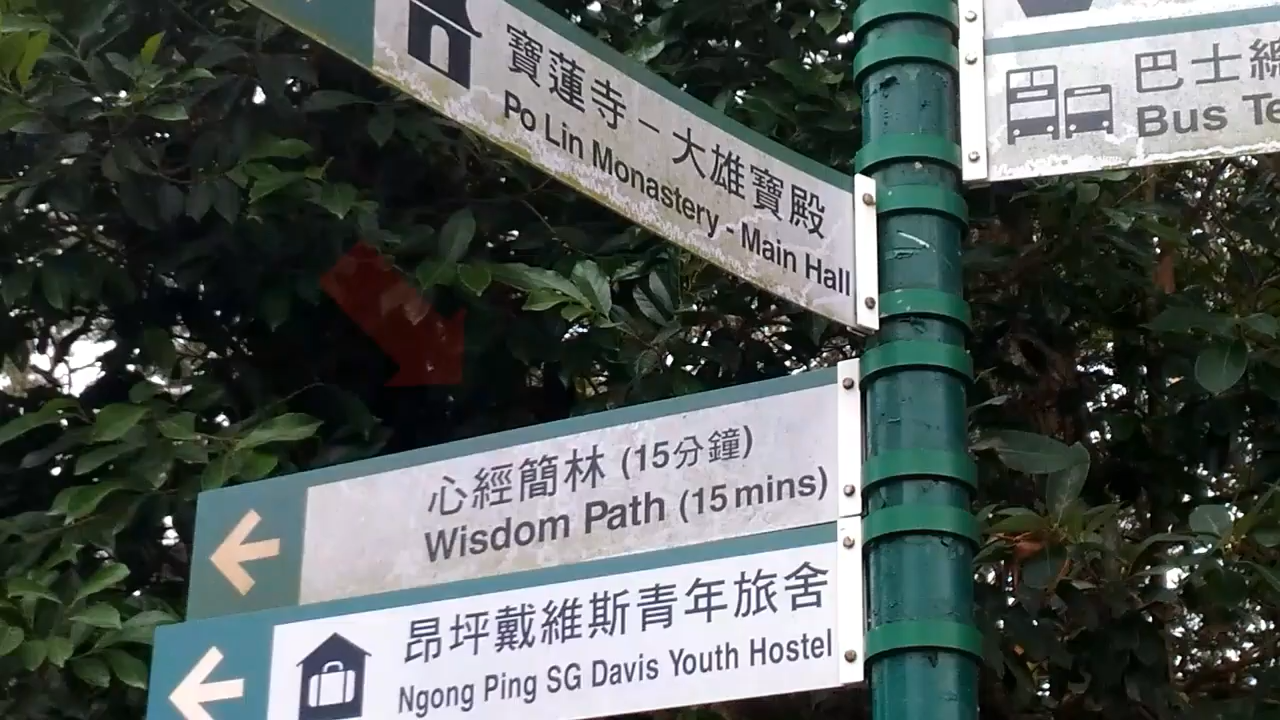 寶蓮寺－大雄寶殿
Po Lin Monastery - Main Hall
巴士
Bus
心經簡林 (15分鐘)
Wisdom Path (15 mins)
昂坪戴維斯青年旅舍
Ngong Ping SG Davis Youth Hostel